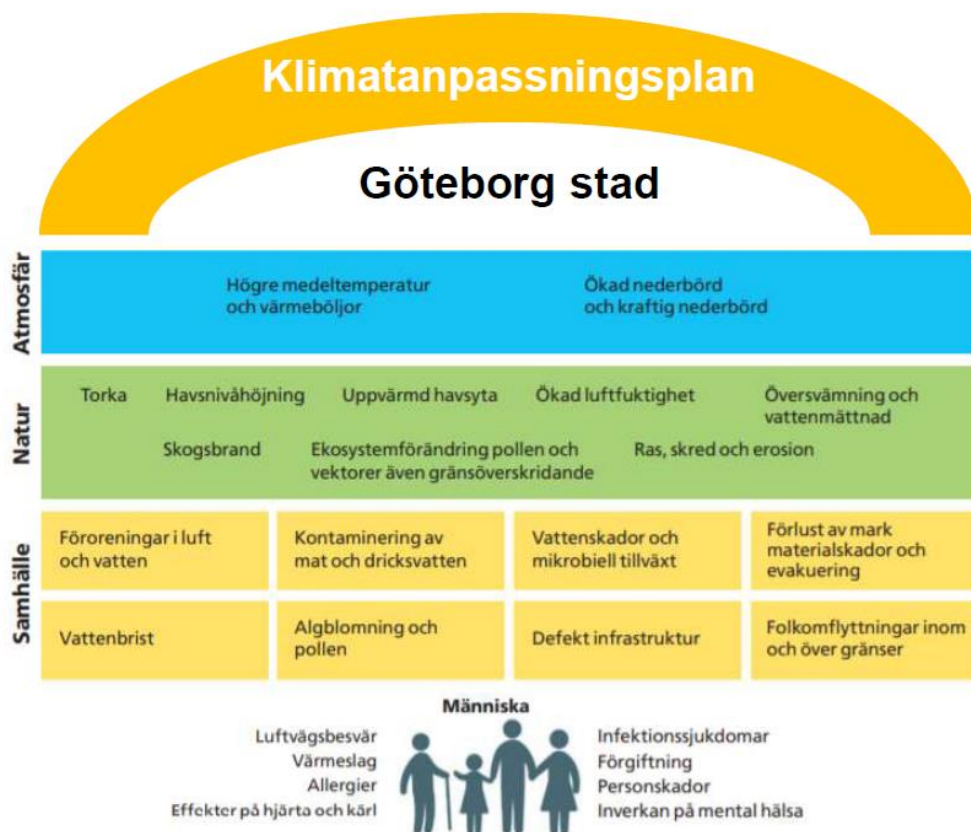 Klimatanpassningsplan
Göteborg stad
Atmosfär
Högre medeltemperatur
och värmeböljor
Ökad nederbörd
och kraftig nederbörd
Natur
Torka
Havsnivåhöjning
Uppvärmd havsyta
Ökad luftfuktighet
Översvämning och
vattenmättnad
Skogsbrand
Ekosystemförändring pollen och
vektorer även gränsöverskridande
Ras, skred och erosion
Samhälle
Föroreningar i luft
och vatten
Kontaminering av
mat och dricksvatten
Vattenskador och
mikrobiell tillväxt
Förlust av mark
materialskador och
evakuering
Vattenbrist
Algblomning och
pollen
Defekt infrastruktur
Folkomflyttningar inom
och över gränser
Människa
Luftvägsbesvär
Värmeslag
Allergier
Effekter på hjärta och kärl
Infektionssjukdomar
Förgiftning
Personskador
Inverkan på mental hälsa